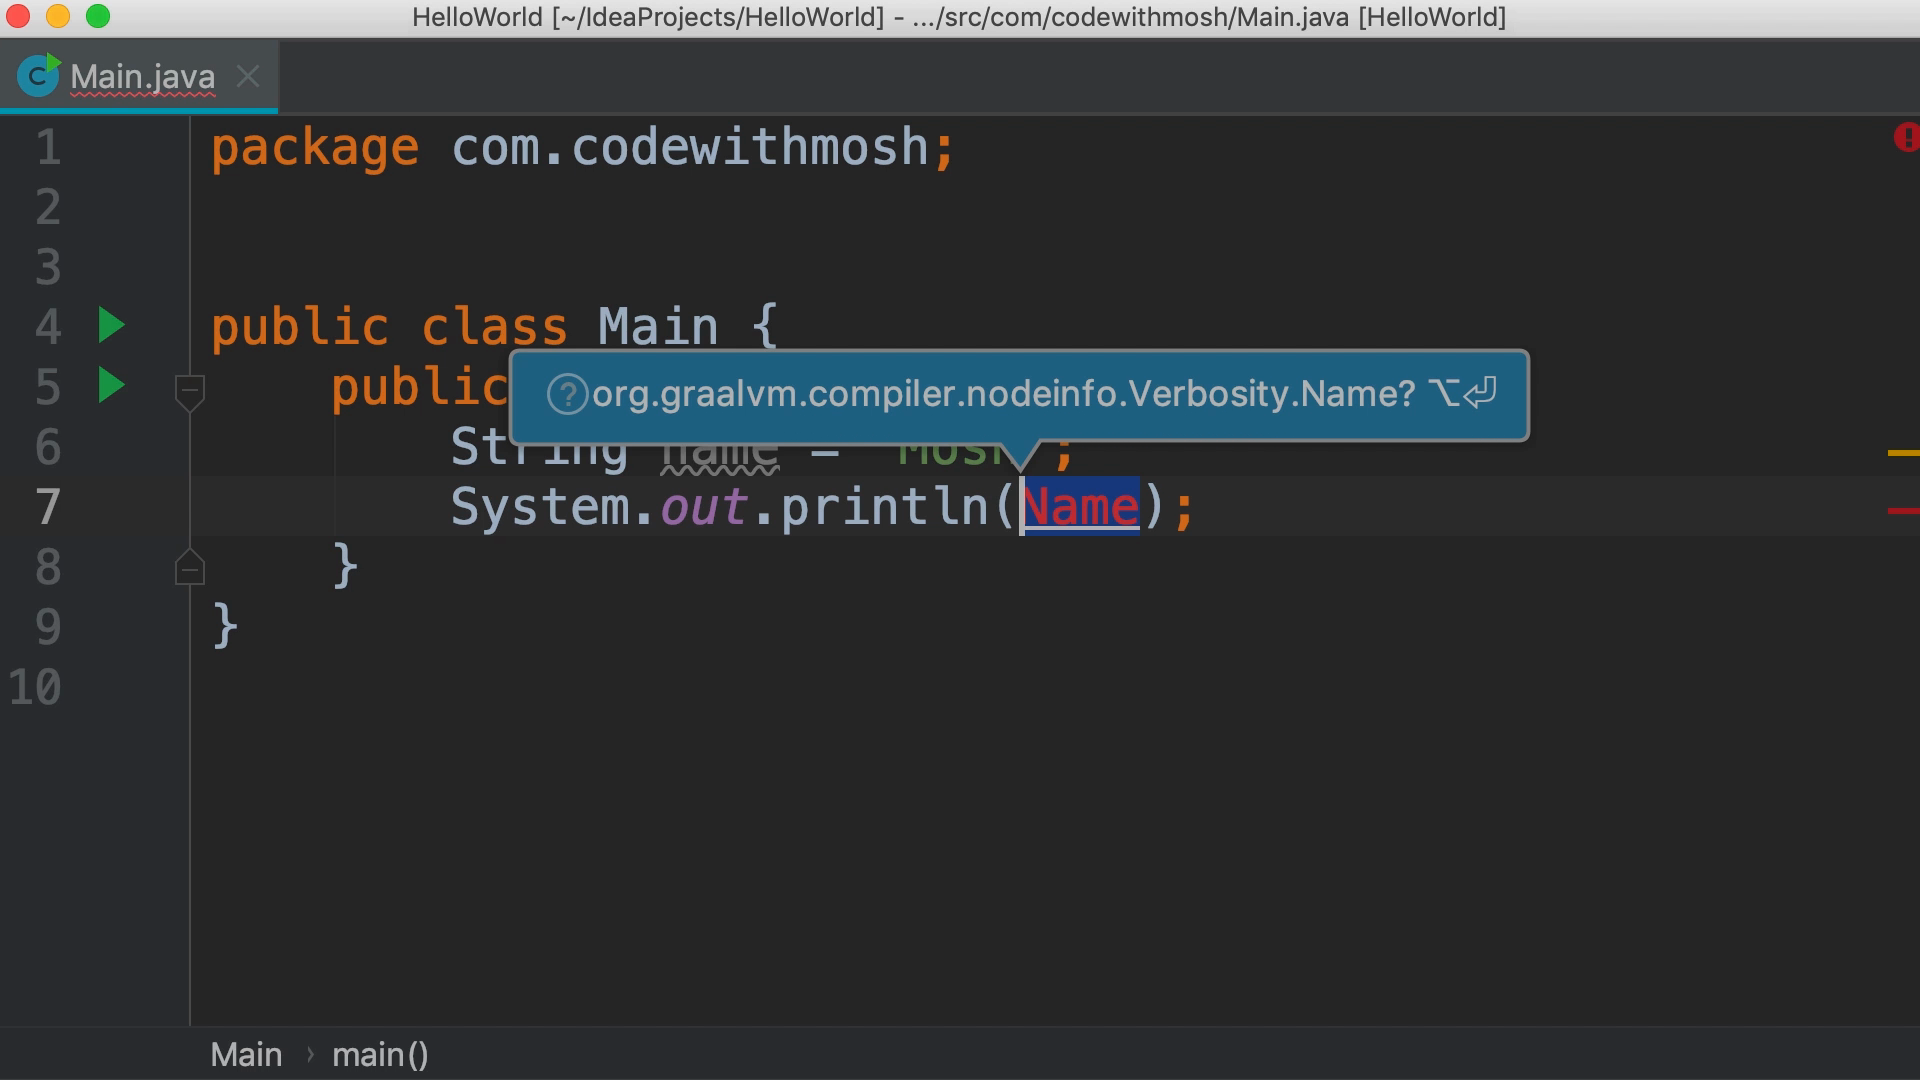 HelloWorld [~/IdeaProjects/HelloWorld] - .../src/com/codewithmosh/Main.java [HelloWorld]
C Main.java
1 package com.codewithmosh;
2
3
4 public class Main {
5 public
org.graalvm.compiler.nodeinfo.Verbosity.Name? ⌥⏎
6 String name = "Mosh";
7 System.out.println(Name);
8 }
9 }
10
Main › main()